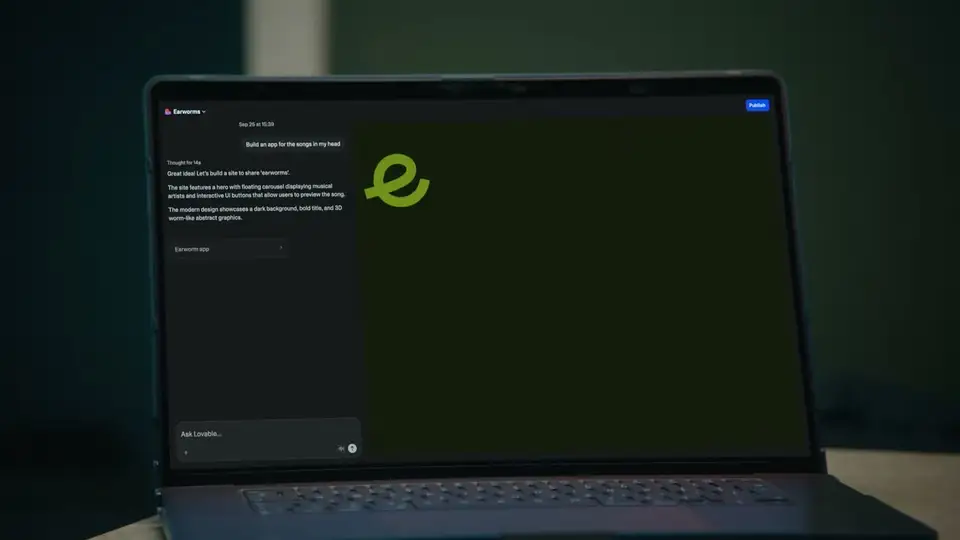 Earworms
Publish
Sep 26 at 15:39
Build an app for the songs in my head
Thought for 14s
Great idea! Let's build a site to share 'earworms'.
The site features a hero with floating carousel displaying musical
artists and interactive UI buttons that allow users to preview the song.
The modern design showcases a dark background, bold title, and 3D
worm-like abstract graphics.
Earworm app
Ask Lovable...
e